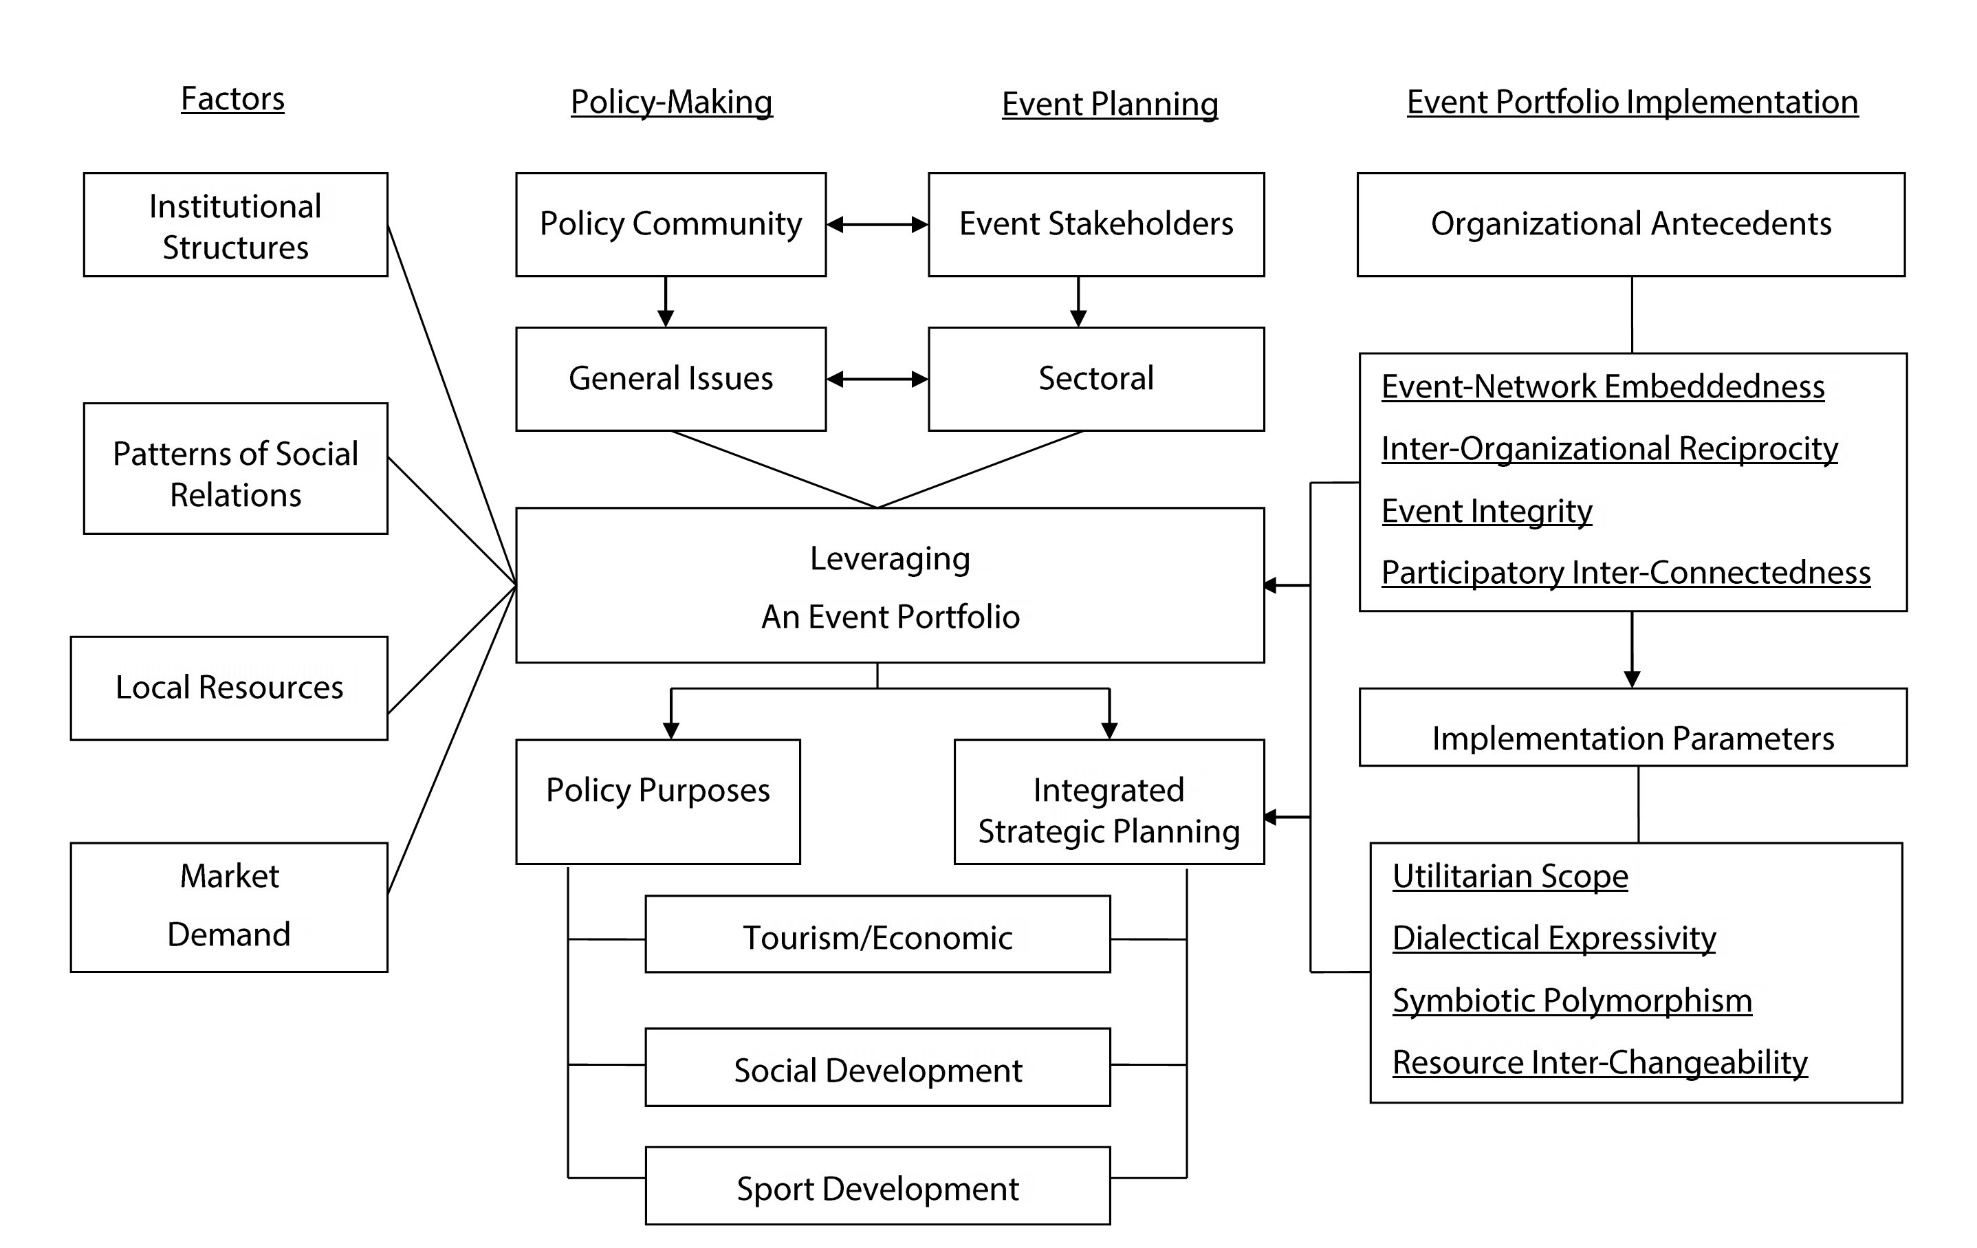 Factors
Policy-Making
Event Planning
Event Portfolio Implementation
Institutional
Structures
Patterns of Social
Relations
Local Resources
Market
Demand
Policy Community
Event Stakeholders
General Issues
Sectoral
Leveraging
An Event Portfolio
Policy Purposes
Integrated
Strategic Planning
Tourism/Economic
Social Development
Sport Development
Organizational Antecedents
Event-Network Embeddedness
Inter-Organizational Reciprocity
Event Integrity
Participatory Inter-Connectedness
Implementation Parameters
Utilitarian Scope
Dialectical Expressivity
Symbiotic Polymorphism
Resource Inter-Changeability